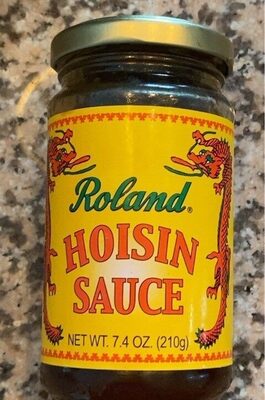 Roland®
HOISIN
SAUCE
NET WT. 7.4 OZ. (210g)